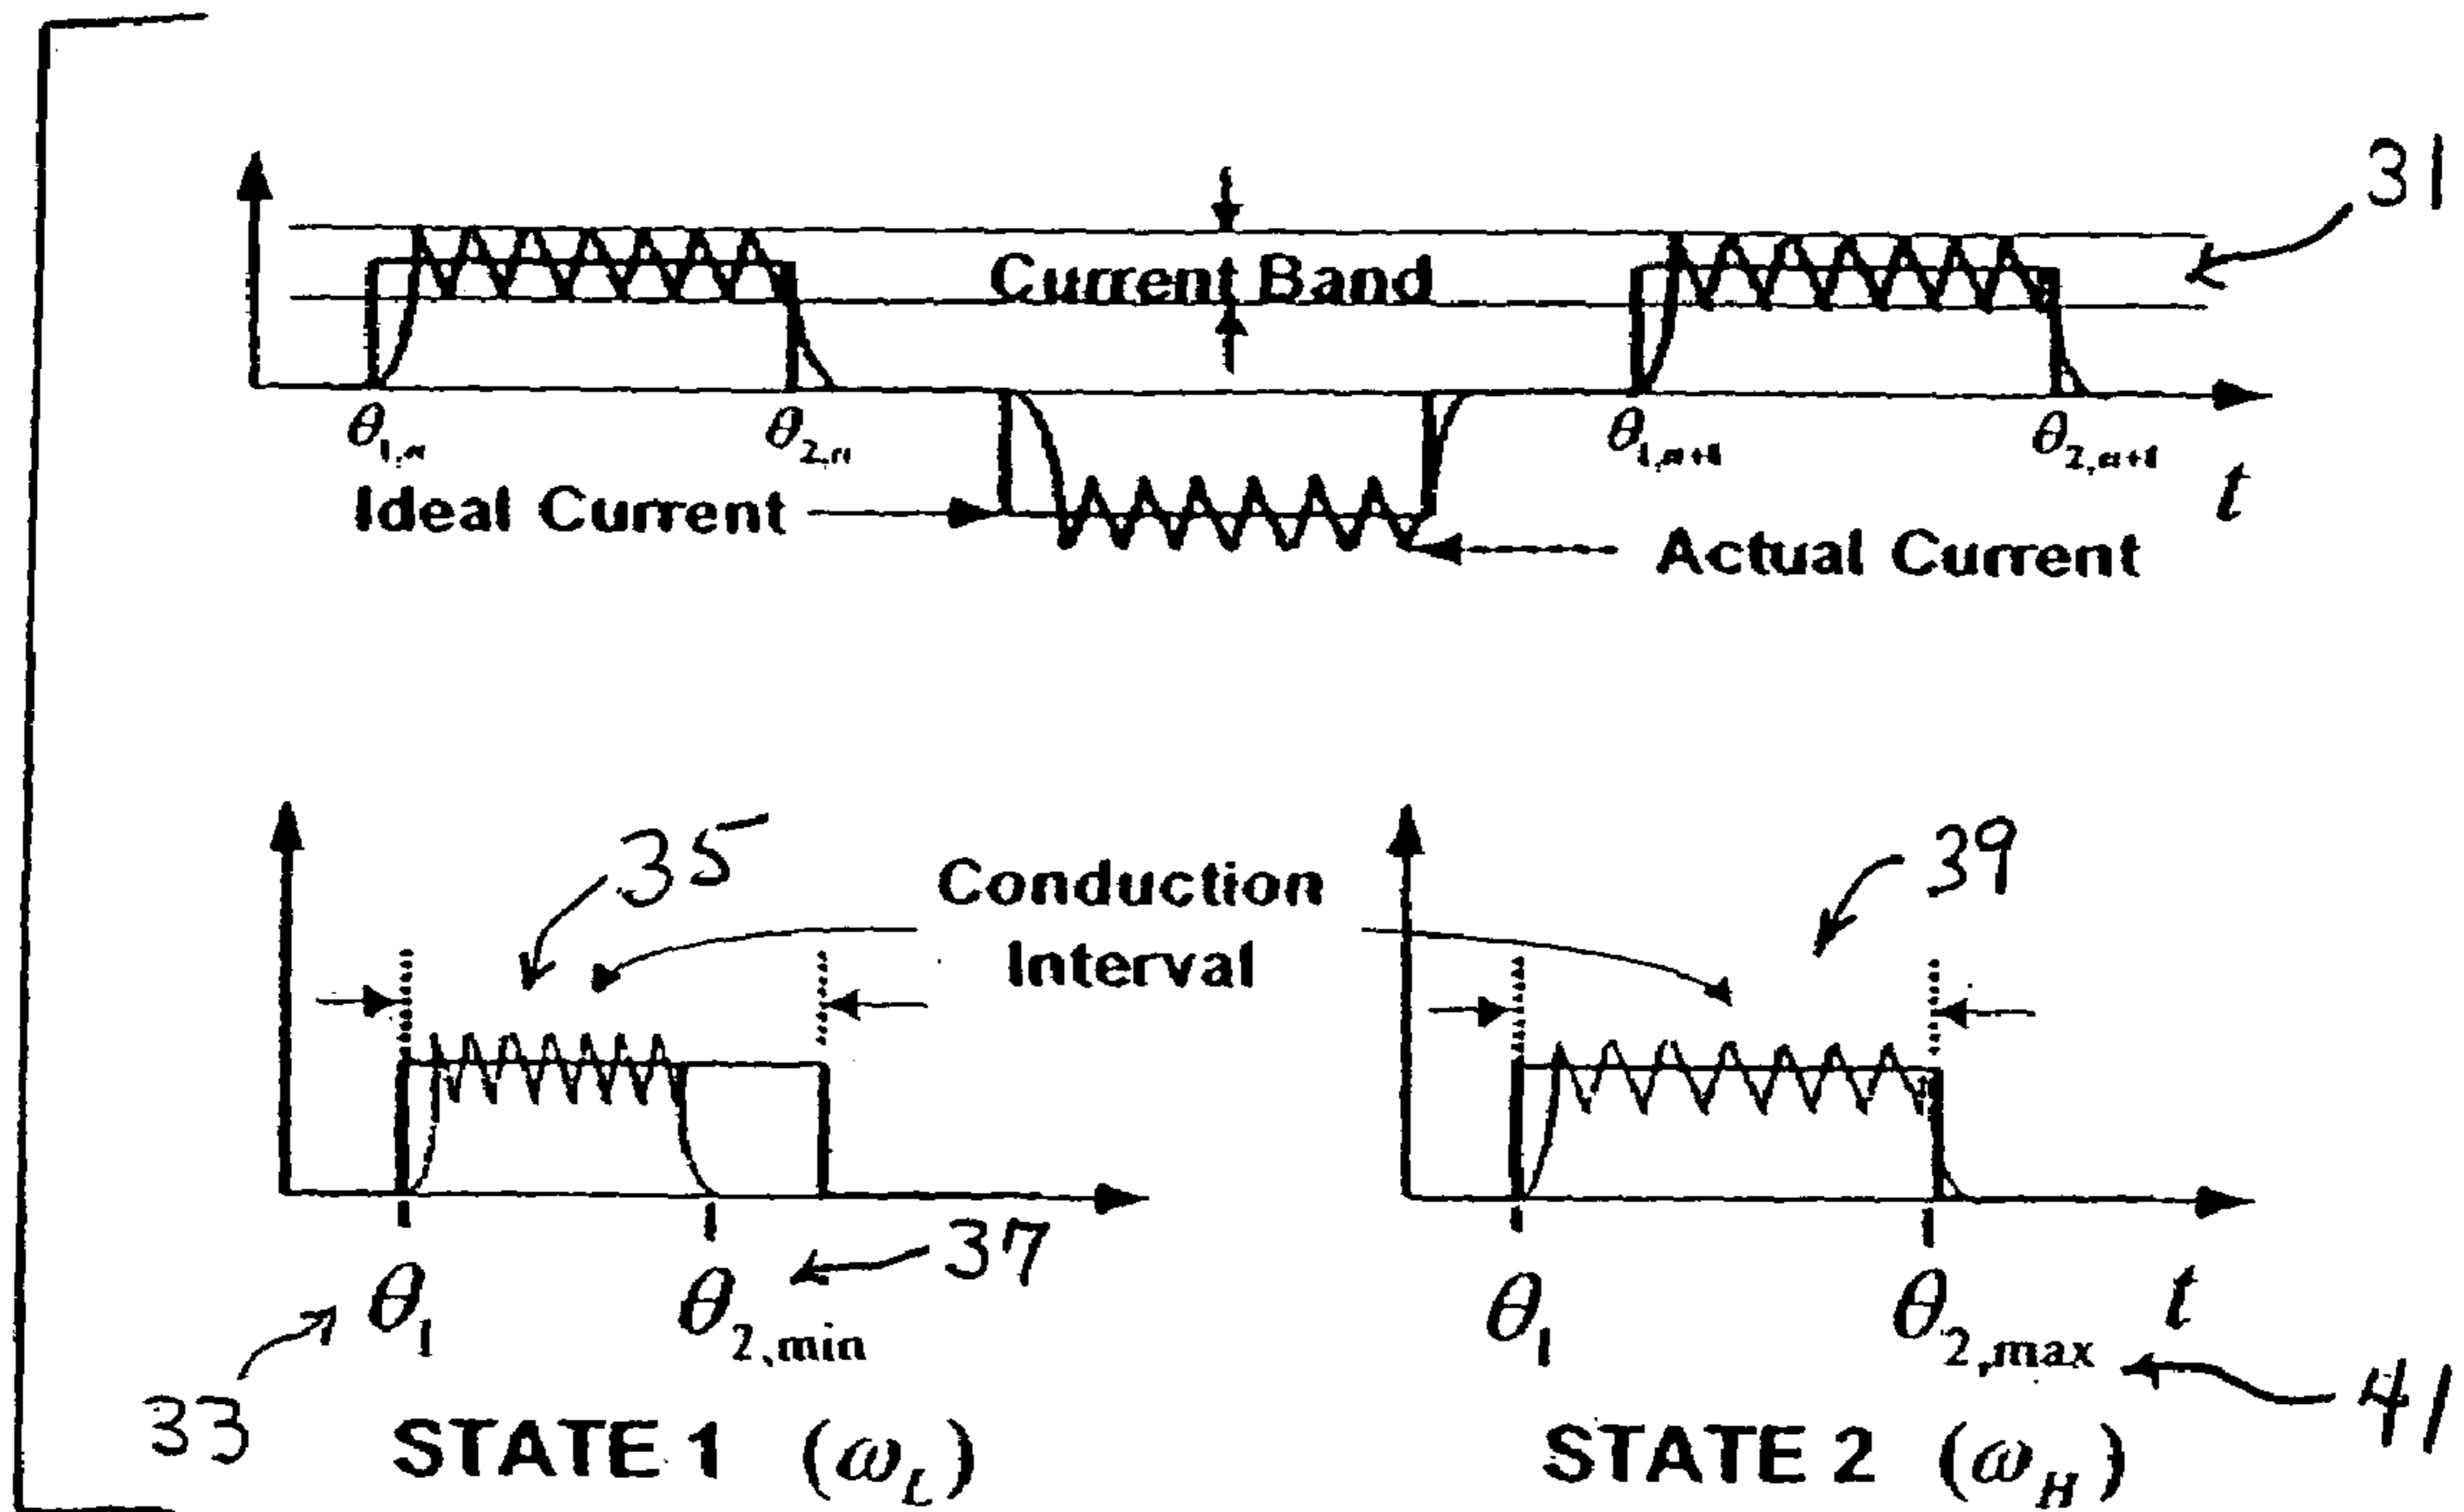 31
Current Band
θ1,n θ2,n θ1,n+1 θ2,n+1
t
Ideal Current
Actual Current
35
39
Conduction
Interval
37
θ1 θ2,min θ1 θ2,max t
33
41
STATE 1 (ωL) STATE 2 (ωH)